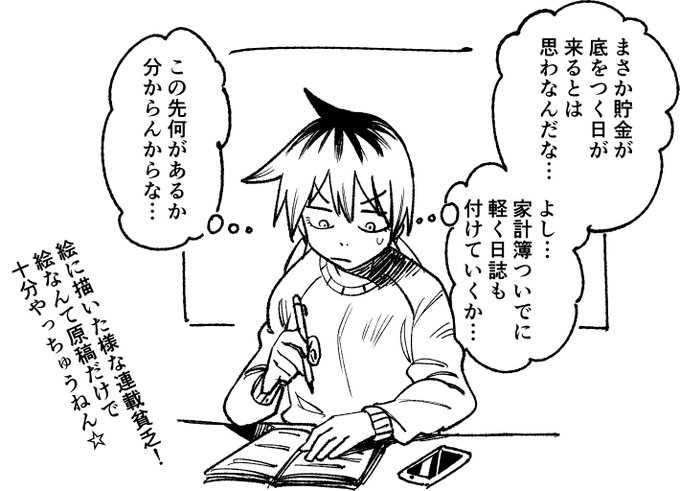 まさか貯金が
底をつく日が
来るとは
思わなんだな…
よし…
家計簿ついでに
軽く日誌も
付けていくか…
この先何があるか
分からんからな…
絵に描いた様な連載貧乏！
絵なんて原稿だけで
十分やっちゅうねん☆